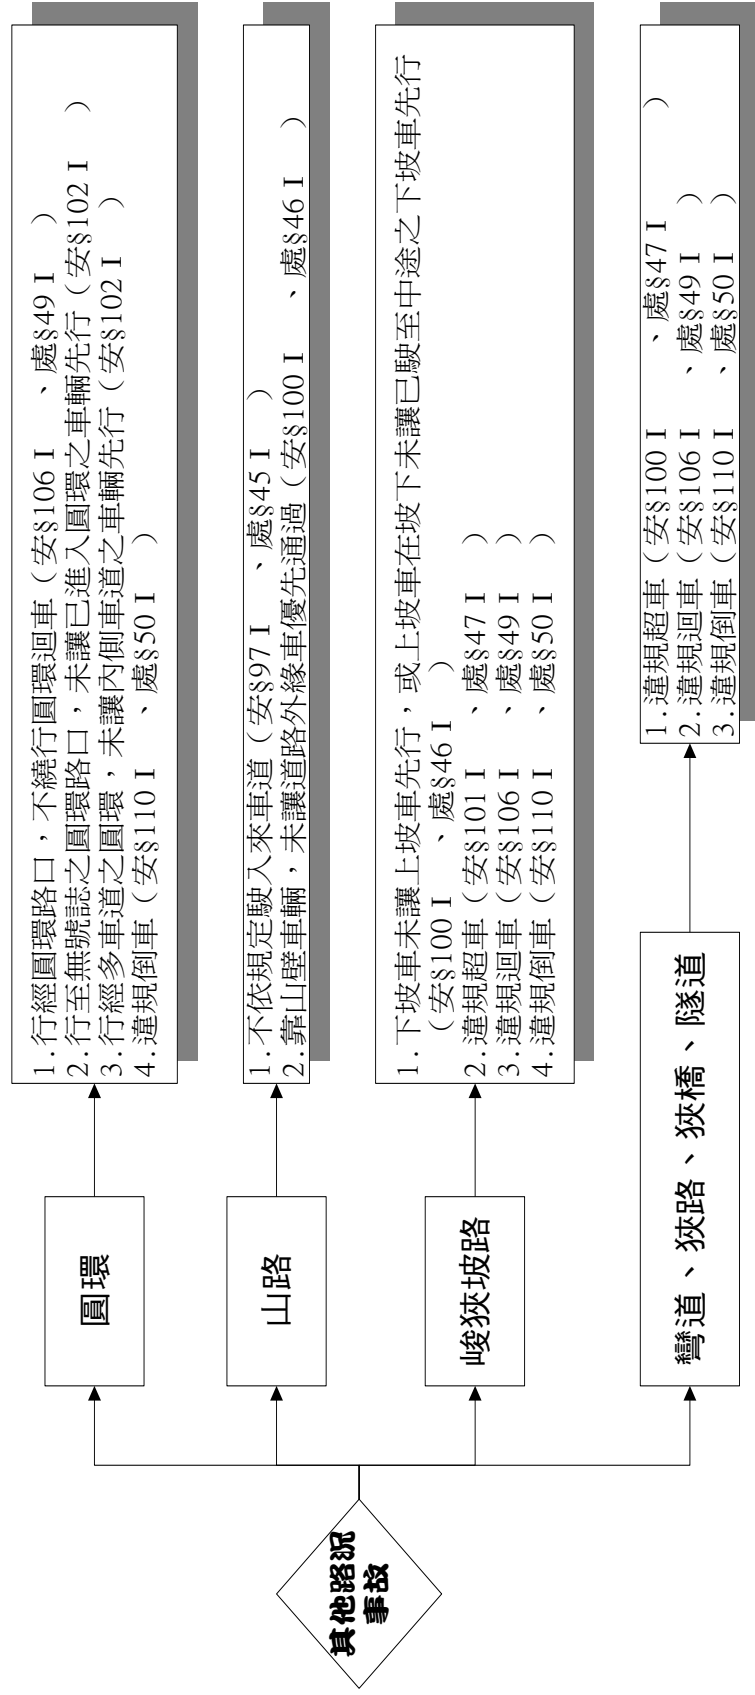 其他路況
事故
圓環
1.行經圓環路口，不繞行圓環迴車（安§106Ⅰ　、處§49Ⅰ　）
2.行至無號誌之圓環路口，未讓已進入圓環之車輛先行（安§102Ⅰ　）
3.行經多車道之圓環，未讓內側車道之車輛先行（安§102Ⅰ　）
4.違規倒車（安§110Ⅰ　、處§50Ⅰ　）
山路
1.不依規定駛入來車道（安§97Ⅰ　、處§45Ⅰ　）
2.靠山壁車輛，未讓道路外緣車優先通過（安§100Ⅰ　、處§46Ⅰ　）
峻狹坡路
1.下坡車未讓上坡車先行，或上坡車在坡下未讓已駛至中途之下坡車先行
（安§100Ⅰ　、處§46Ⅰ　）
2.違規超車（安§101Ⅰ　、處§47Ⅰ　）
3.違規迴車（安§106Ⅰ　、處§49Ⅰ　）
4.違規倒車（安§110Ⅰ　、處§50Ⅰ　）
彎道、狹路、狹橋、隧道
1.違規超車（安§100Ⅰ　、處§47Ⅰ　）
2.違規迴車（安§106Ⅰ　、處§49Ⅰ　）
3.違規倒車（安§110Ⅰ　、處§50Ⅰ　）